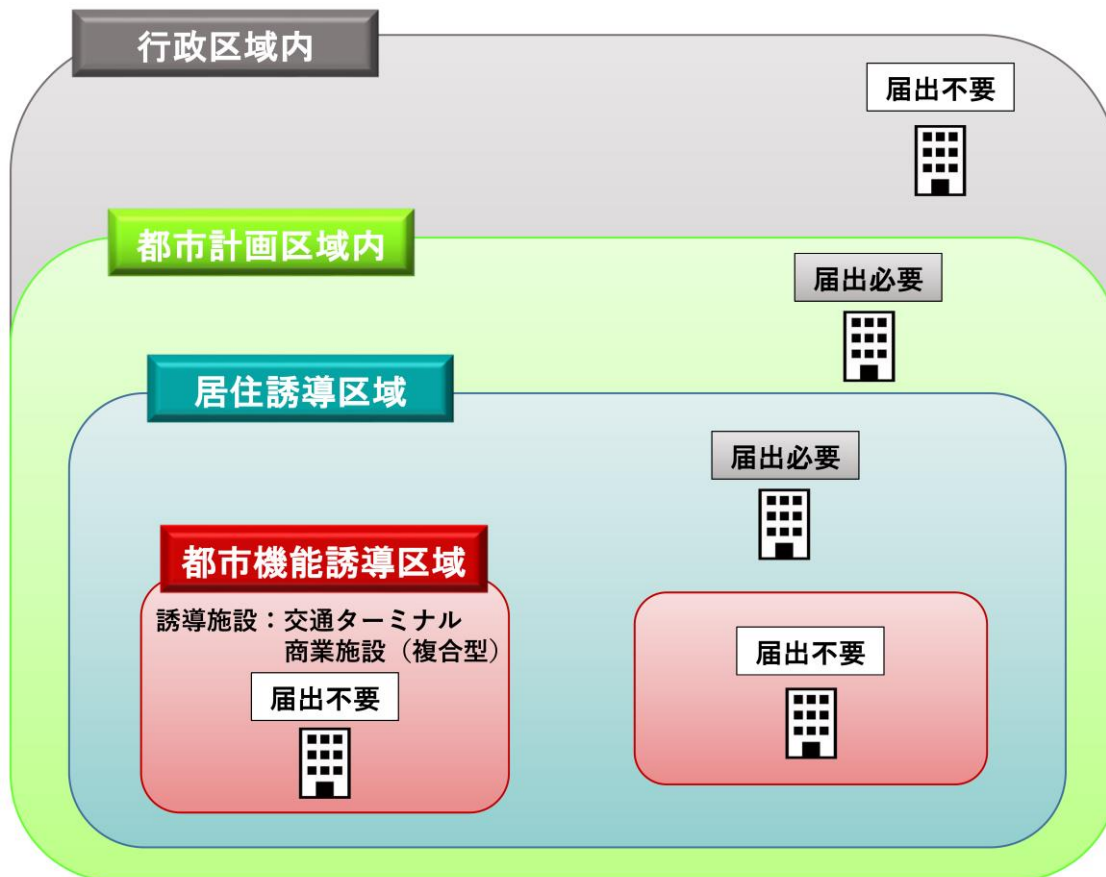 行政区域内
届出不要
都市計画区域内
届出必要
居住誘導区域
届出必要
都市機能誘導区域
誘導施設：交通ターミナル
商業施設（複合型）
届出不要
届出不要